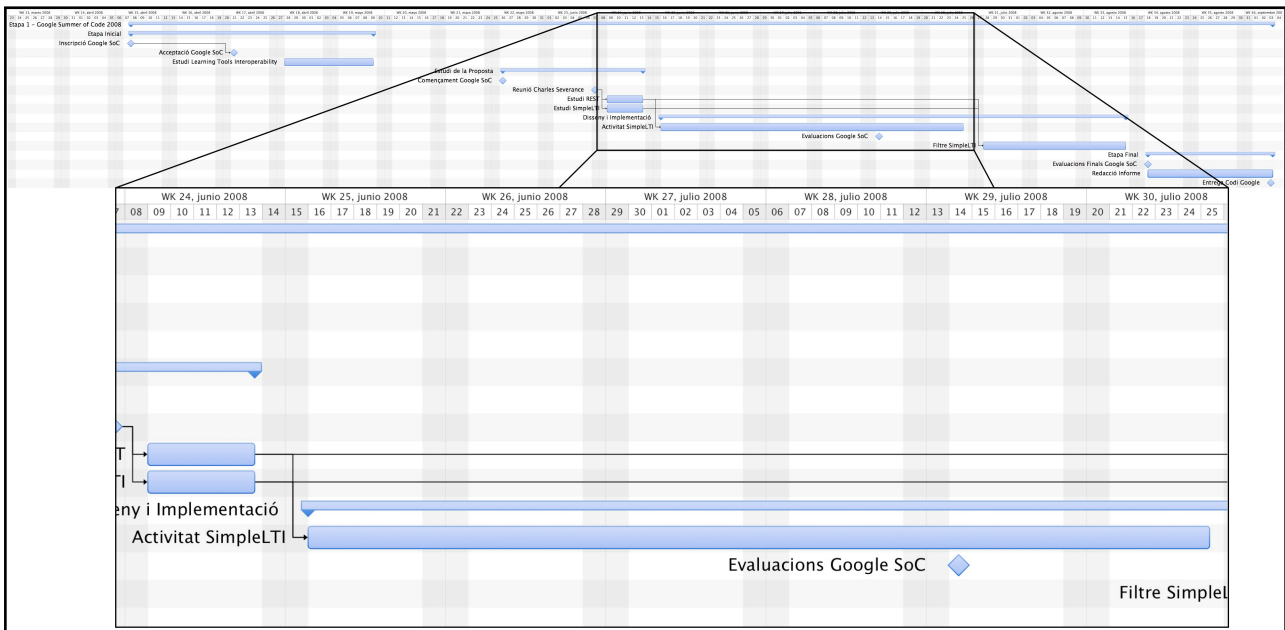 Etapa 1 - Google Summer of Code 2008
Etapa Inicial
Inscripció Google SoC
Acceptació Google SoC
Estudi Learning Tools Interoperability
Estudi de la Proposta
Començament Google SoC
Reunió Charles Severance
Estudi REST
Estudi SimpleLTI
Disseny i Implementació
Activitat SimpleLTI
Evaluacions Google SoC
Filtre SimpleLTI
Etapa Final
Evaluacions Finals Google SoC
Redacció Informe
Entrega Codi Google
WK 24, junio 2008 WK 25, junio 2008 WK 26, junio 2008 WK 27, julio 2008 WK 28, julio 2008 WK 29, julio 2008 WK 30, julio 2008
7 08 09 10 11 12 13 14 15 16 17 18 19 20 21 22 23 24 25 26 27 28 29 30 01 02 03 04 05 06 07 08 09 10 11 12 13 14 15 16 17 18 19 20 21 22 23 24 25
T
TI
eny i Implementació
Activitat SimpleLTI
Evaluacions Google SoC
Filtre SimpleL